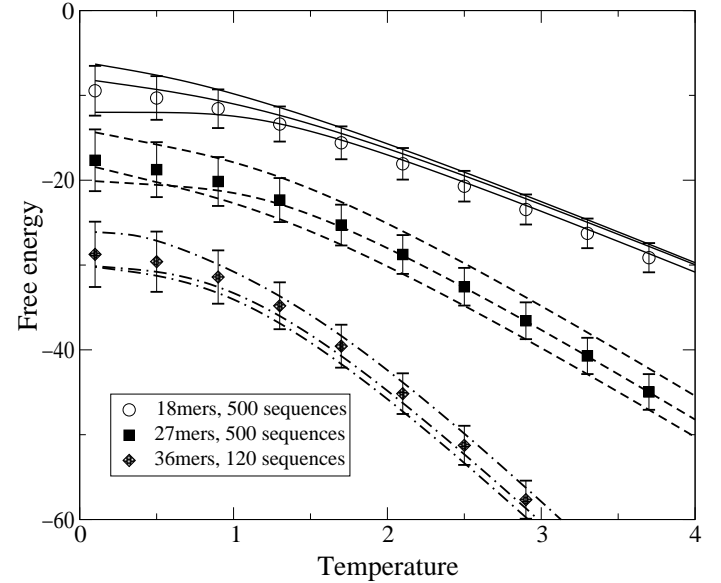 0
−20
−40
−60
Free energy
18mers, 500 sequences
27mers, 500 sequences
36mers, 120 sequences
0 1 2 3 4
Temperature